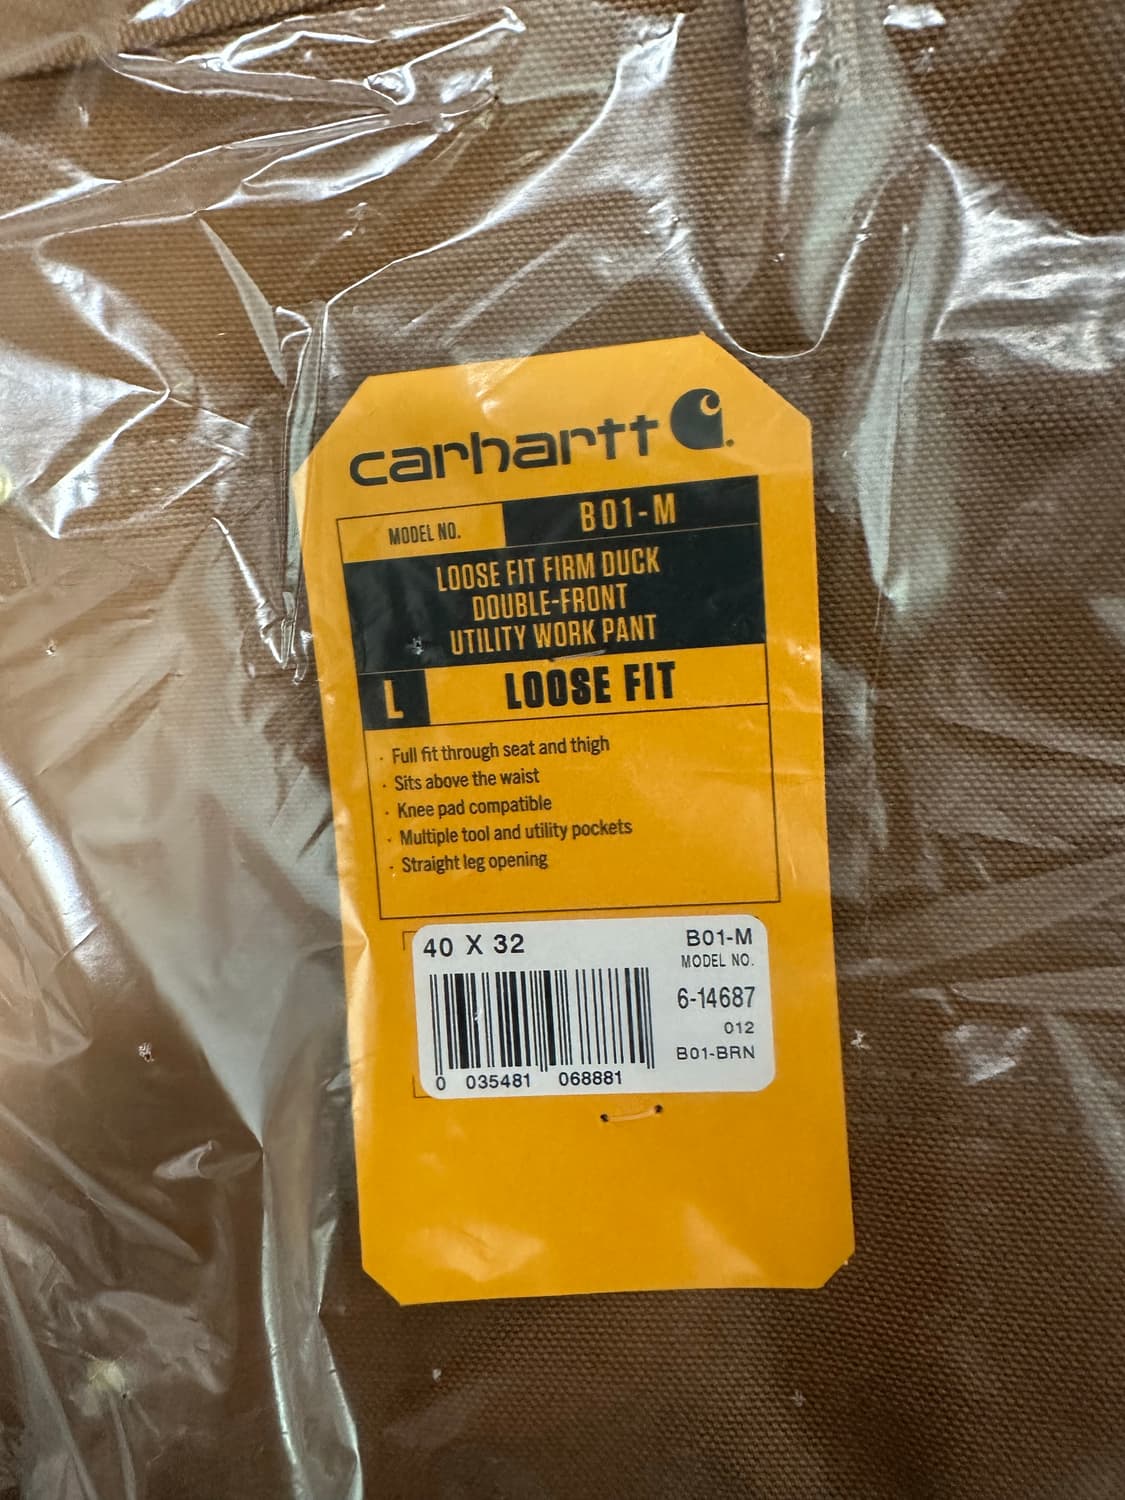 carhartt
MODEL NO. B01-M
LOOSE FIT FIRM DUCK
DOUBLE-FRONT
UTILITY WORK PANT
L LOOSE FIT
· Full fit through seat and thigh
· Sits above the waist
· Knee pad compatible
· Multiple tool and utility pockets
· Straight leg opening
40 X 32 B01-M
MODEL NO.
6-14687
012
B01-BRN
0 035481 068881